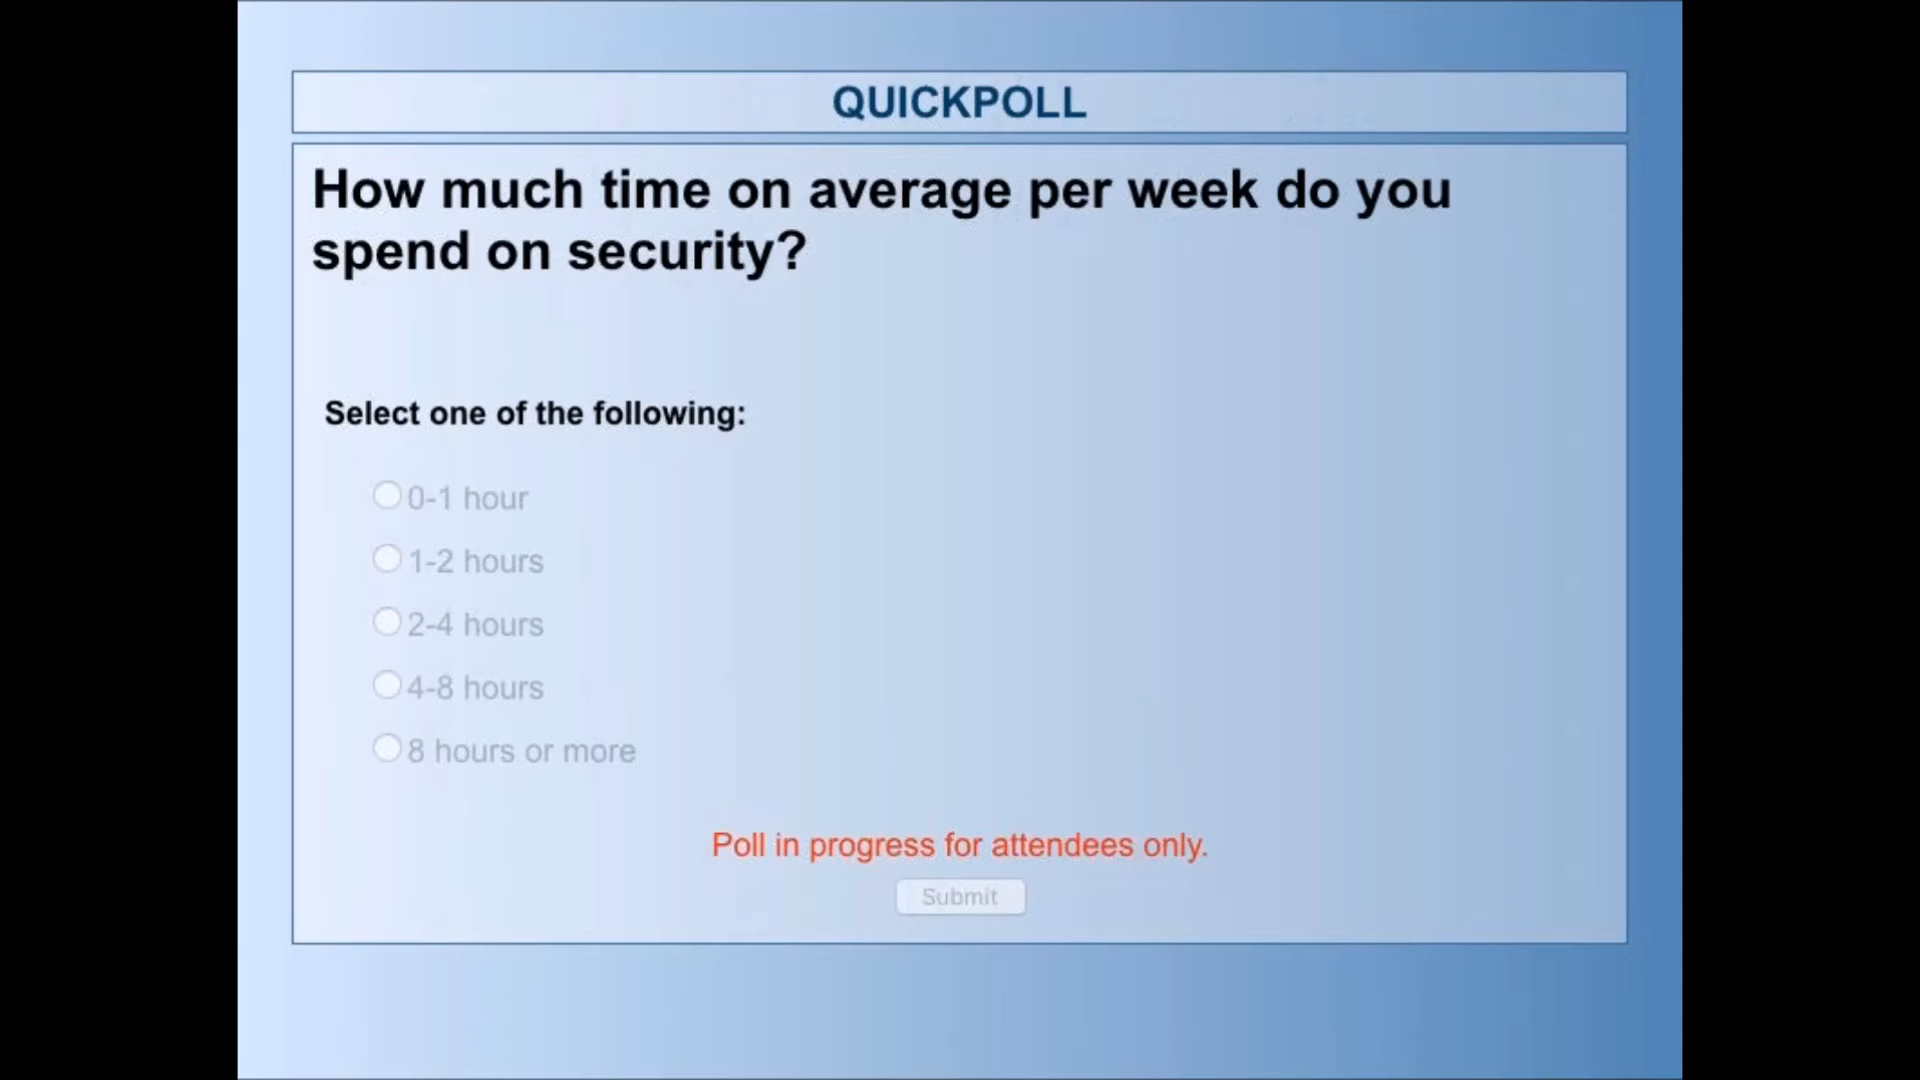 QUICKPOLL
How much time on average per week do you
spend on security?
Select one of the following:
0-1 hour
1-2 hours
2-4 hours
4-8 hours
8 hours or more
Poll in progress for attendees only.
Submit